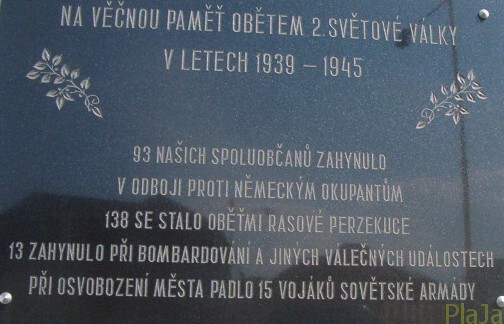 NA VĚČNOU PAMĚŤ OBĚTEM 2. SVĚTOVÉ VÁLKY
V LETECH 1939 – 1945
93 NAŠICH SPOLUOBČANŮ ZAHYNULO
V ODBOJI PROTI NĚMECKÝM OKUPANTŮM
138 SE STALO OBĚŤMI RASOVÉ PERZEKUCE
13 ZAHYNULO PŘI BOMBARDOVÁNÍ A JINÝCH VÁLEČNÝCH UDÁLOSTECH
PŘI OSVOBOZENÍ MĚSTA PADLO 15 VOJÁKŮ SOVĚTSKÉ ARMÁDY
PlaJa